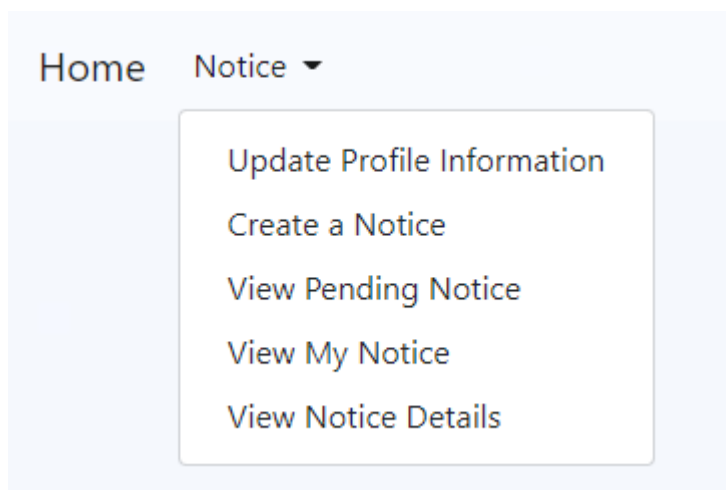 Home Notice
Update Profile Information
Create a Notice
View Pending Notice
View My Notice
View Notice Details